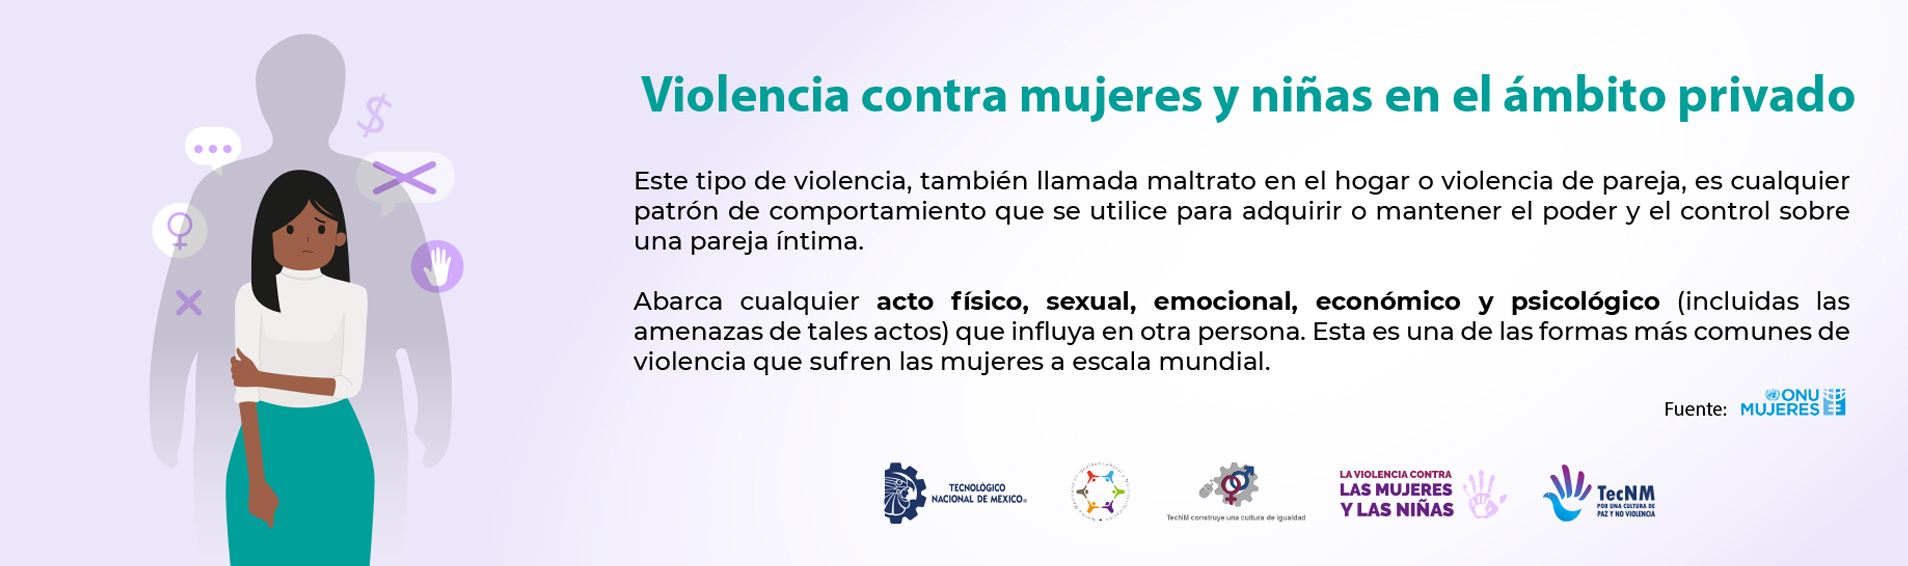 Violencia contra mujeres y niñas en el ámbito privado
Este tipo de violencia, también llamada maltrato en el hogar o violencia de pareja, es cualquier
patrón de comportamiento que se utilice para adquirir o mantener el poder y el control sobre
una pareja íntima.
Abarca cualquier acto físico, sexual, emocional, económico y psicológico (incluidas las
amenazas de tales actos) que influya en otra persona. Esta es una de las formas más comunes de
violencia que sufren las mujeres a escala mundial.
Fuente:
ONU
MUJERES
TECNOLÓGICO
NACIONAL DE MÉXICO®
TecNM construye una cultura de igualdad
LA VIOLENCIA CONTRA
LAS MUJERES
Y LAS NIÑAS
TecNM
POR UNA CULTURA DE
PAZ Y NO VIOLENCIA